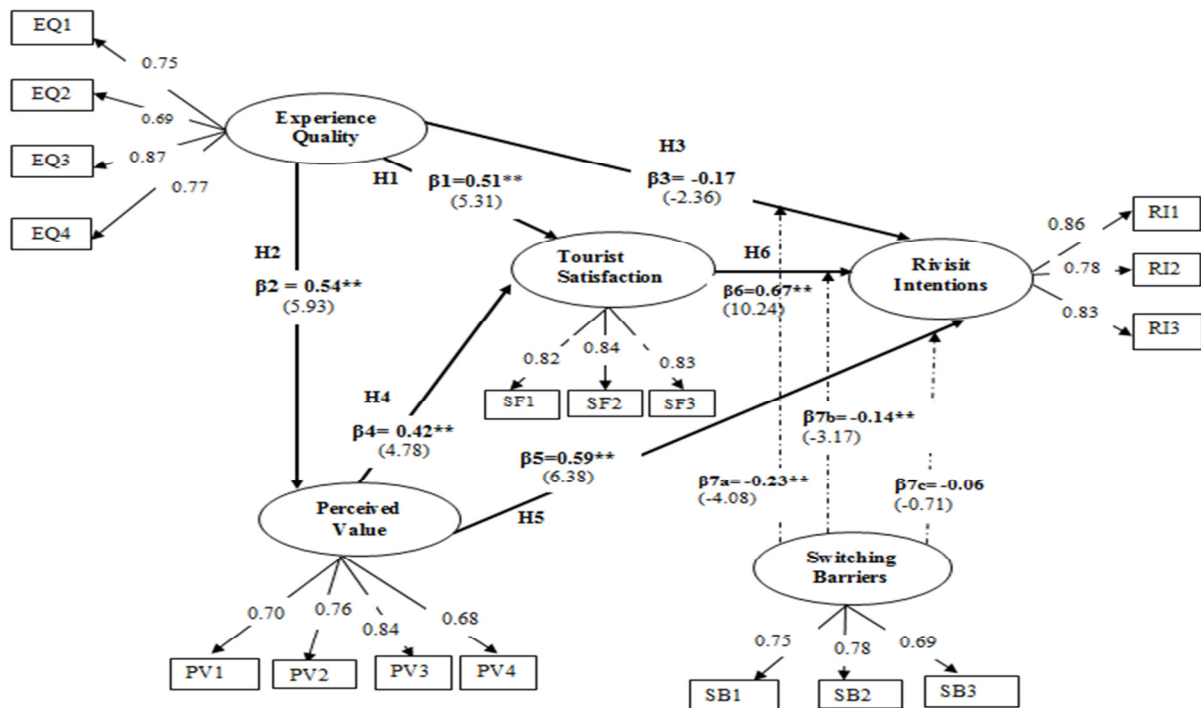 EQ1
0.75
EQ2
0.69
EQ3
0.87
EQ4
0.77
Experience
Quality
H3
β3= -0.17
(-2.36)
H1
β1=0.51**
(5.31)
H2
β2 = 0.54**
(5.93)
Tourist
Satisfaction
H6
β6=0.67**
(10.24)
Rivisit
Intentions
0.86
RI1
0.78
RI2
0.83
RI3
0.82
0.84
0.83
SF1
SF2
SF3
H4
β4= 0.42**
(4.78)
β5=0.59**
(6.38)
H5
β7b=-0.14**
(-3.17)
β7a=-0.23**
(-4.08)
β7c=-0.06
(-0.71)
Perceived
Value
Switching
Barriers
0.70
0.76
0.84
0.68
PV1
PV2
PV3
PV4
0.75
0.78
0.69
SB1
SB2
SB3